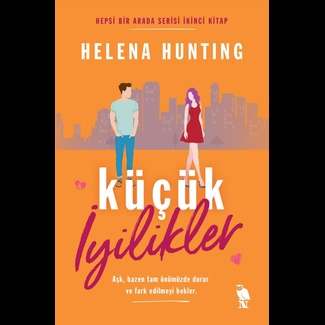 HEPSİ BİR ARADA SERİSİ İKİNCİ KİTAP
HELENA HUNTING
küçük
İyilikler
Aşk, bazen tam önümüzde durur
ve fark edilmeyi bekler.